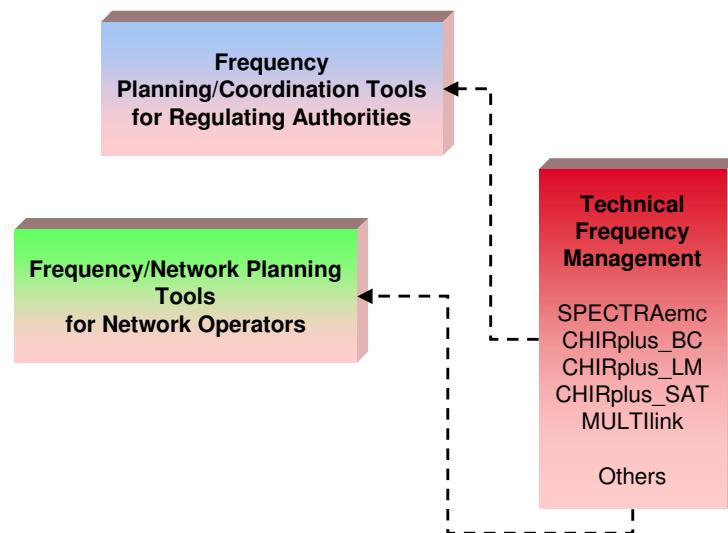 Frequency
Planning/Coordination Tools
for Regulating Authorities
Frequency/Network Planning
Tools
for Network Operators
Technical
Frequency
Management
SPECTRAemc
CHIRplus_BC
CHIRplus_LM
CHIRplus_SAT
MULTIlink
Others